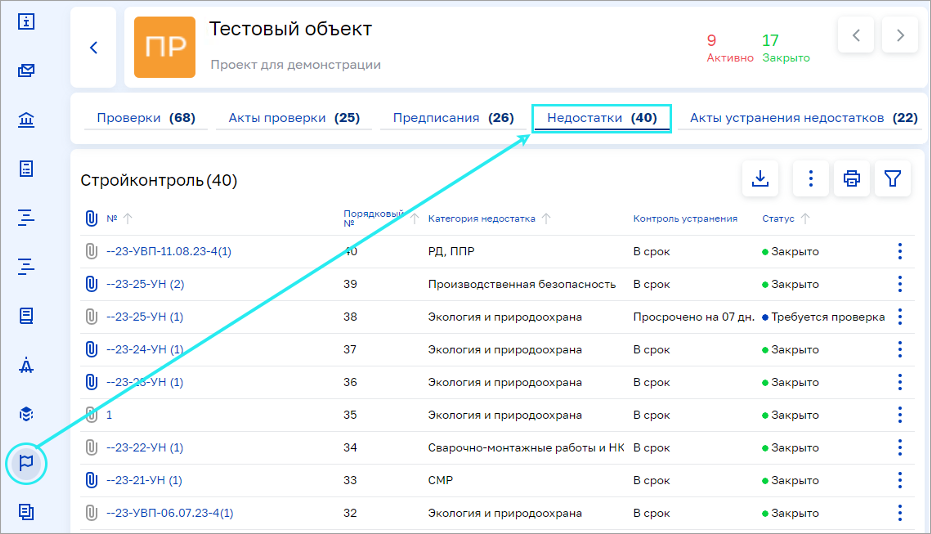 ПР
Тестовый объект
Проект для демонстрации
9
Активно
17
Закрыто
Проверки (68) Акты проверки (25) Предписания (26) Недостатки (40) Акты устранения недостатков (22)
Стройконтроль (40)
№ Порядковый № Категория недостатка Контроль устранения Статус
--23-УВП-11.08.23-4(1) 40 РД, ППР В срок Закрыто
--23-25-УН (2) 39 Производственная безопасность В срок Закрыто
--23-25-УН (1) 38 Экология и природоохрана Просрочено на 07 дн. Требуется проверка
--23-24-УН (1) 37 Экология и природоохрана В срок Закрыто
--23-23-УН (1) 36 Экология и природоохрана В срок Закрыто
1 35 Экология и природоохрана В срок Закрыто
--23-22-УН (1) 34 Сварочно-монтажные работы и НК В срок Закрыто
--23-21-УН (1) 33 СМР В срок Закрыто
--23-УВП-06.07.23-4(1) 32 Экология и природоохрана В срок Закрыто